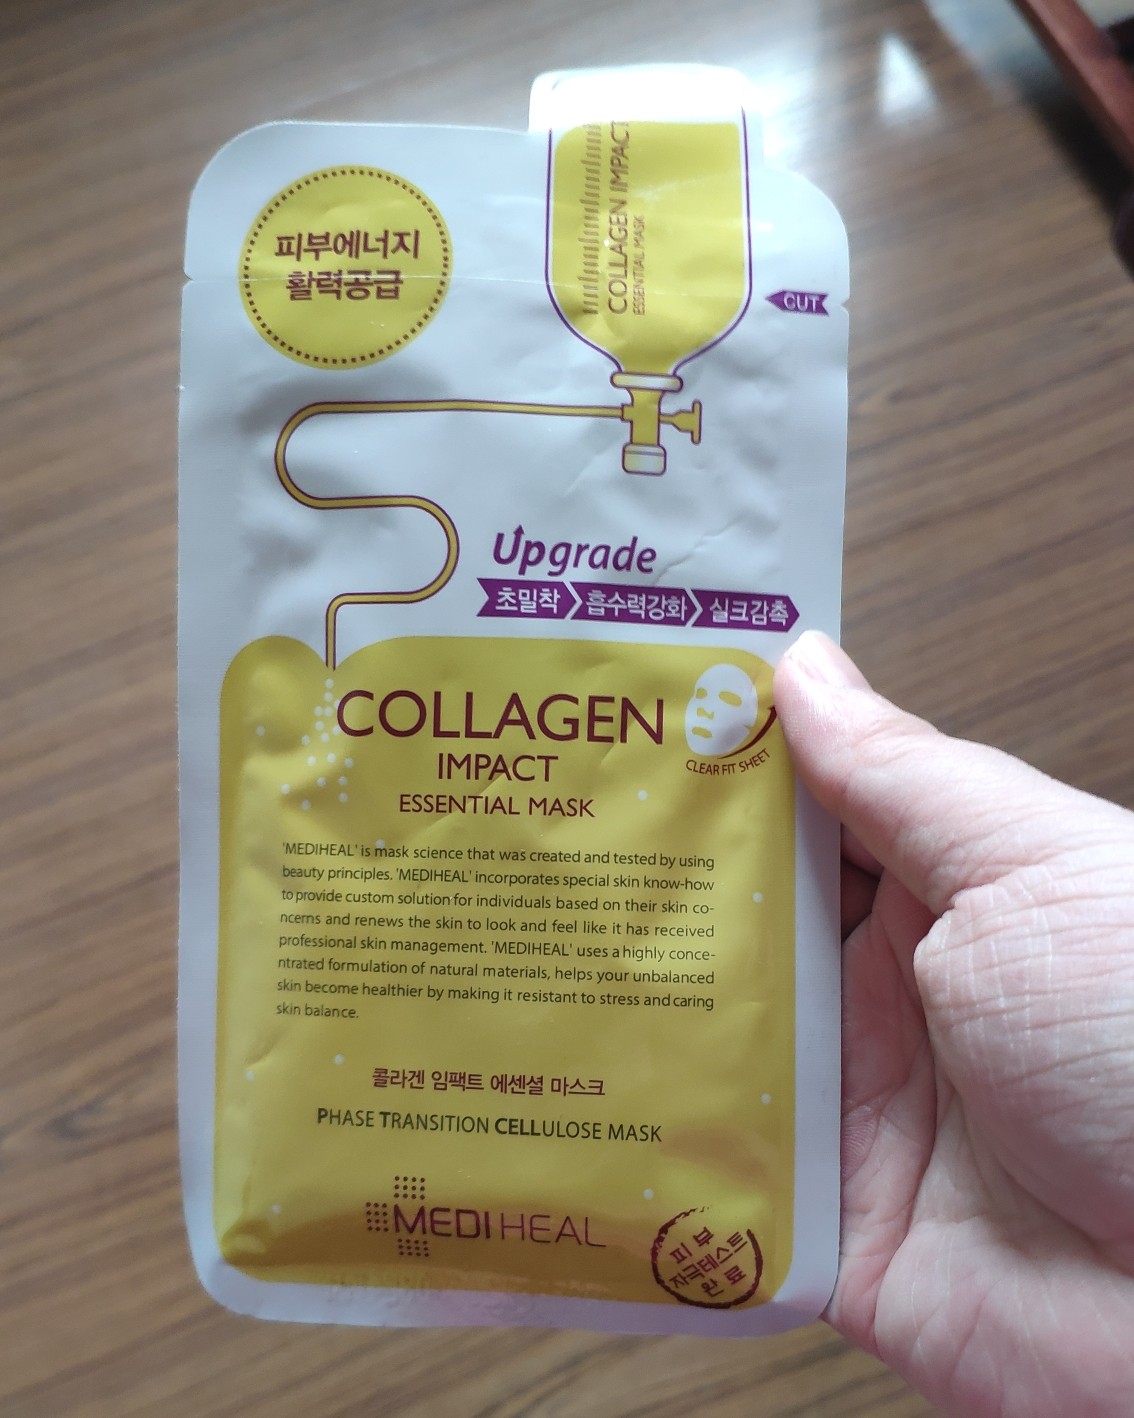 피부에너지
활력공급
COLLAGEN IMPACT
ESSENTIAL MASK
CUT
Upgrade
초밀착 흡수력강화 실크감촉
COLLAGEN
IMPACT
ESSENTIAL MASK
CLEAR FIT SHEET
'MEDIHEAL' is mask science that was created and tested by using
beauty principles. 'MEDIHEAL' incorporates special skin know-how
to provide custom solution for individuals based on their skin co-
ncerns and renews the skin to look and feel like it has received
professional skin management. 'MEDIHEAL' uses a highly conce-
ntrated formulation of natural materials, helps your unbalanced
skin become healthier by making it resistant to stress and caring
skin balance.
콜라겐 임팩트 에센셜 마스크
PHASE TRANSITION CELLULOSE MASK
MEDIHEAL
피부
자극테스트
완료